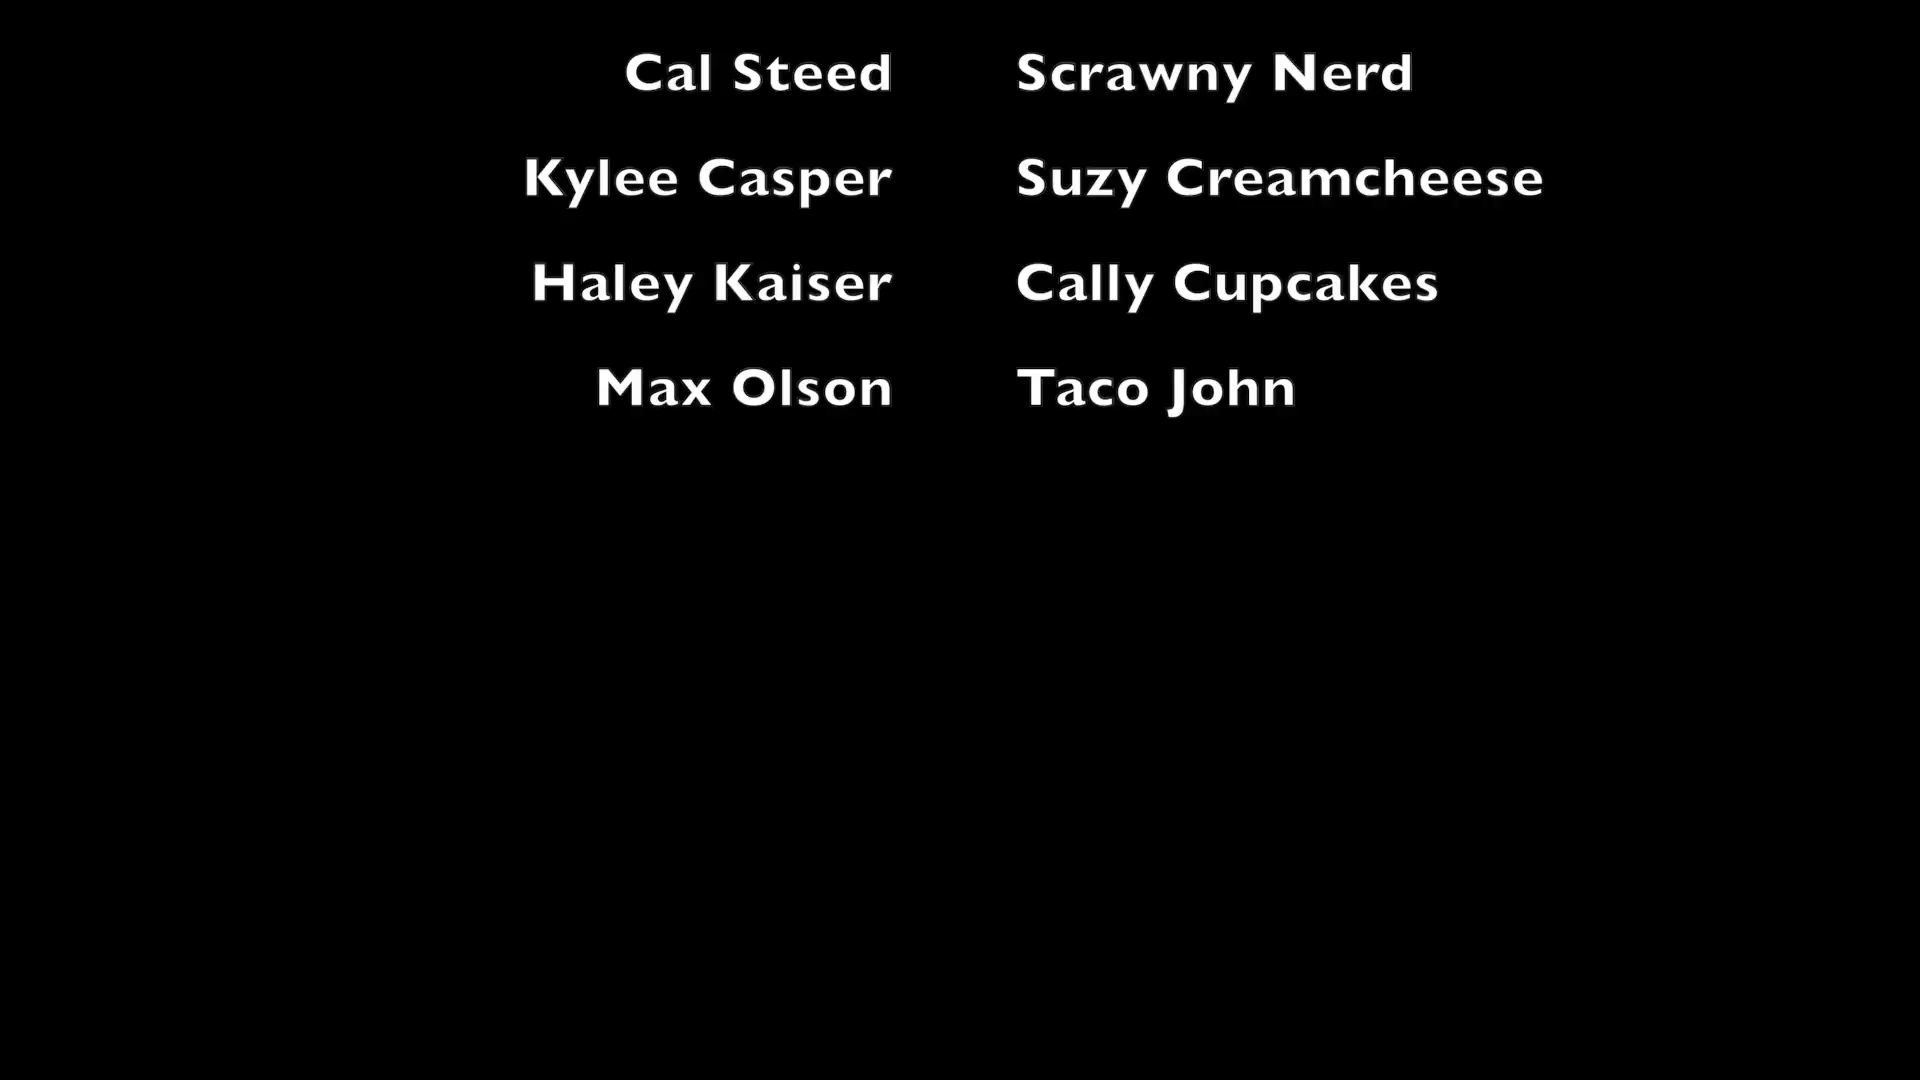 Cal Steed Scrawny Nerd
Kylee Casper Suzy Creamcheese
Haley Kaiser Cally Cupcakes
Max Olson Taco John